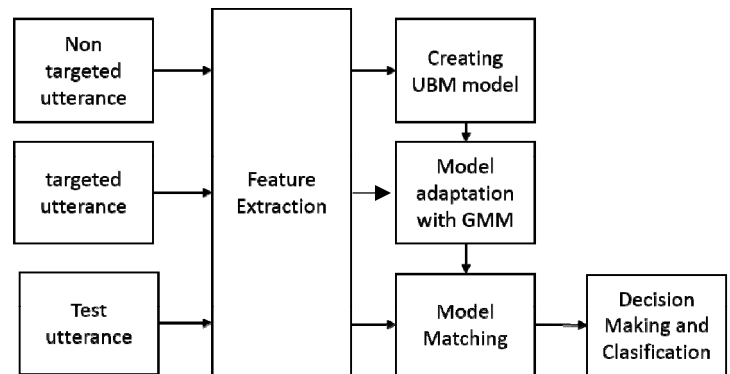 Non
targeted
utterance
targeted
utterance
Test
utterance
Feature
Extraction
Creating
UBM model
Model
adaptation
with GMM
Model
Matching
Decision
Making and
Clasification